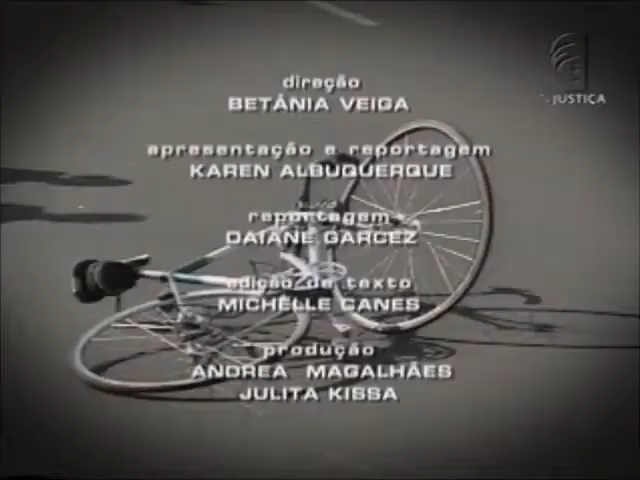 direção
BETÂNIA VEIGA
TV JUSTIÇA
apresentação e reportagem
KAREN ALBUQUERQUE
reportagem
DAIANE GARCEZ
edição de texto
MICHELLE CANES
produção
ANDREA MAGALHÃES
JULITA KISSA